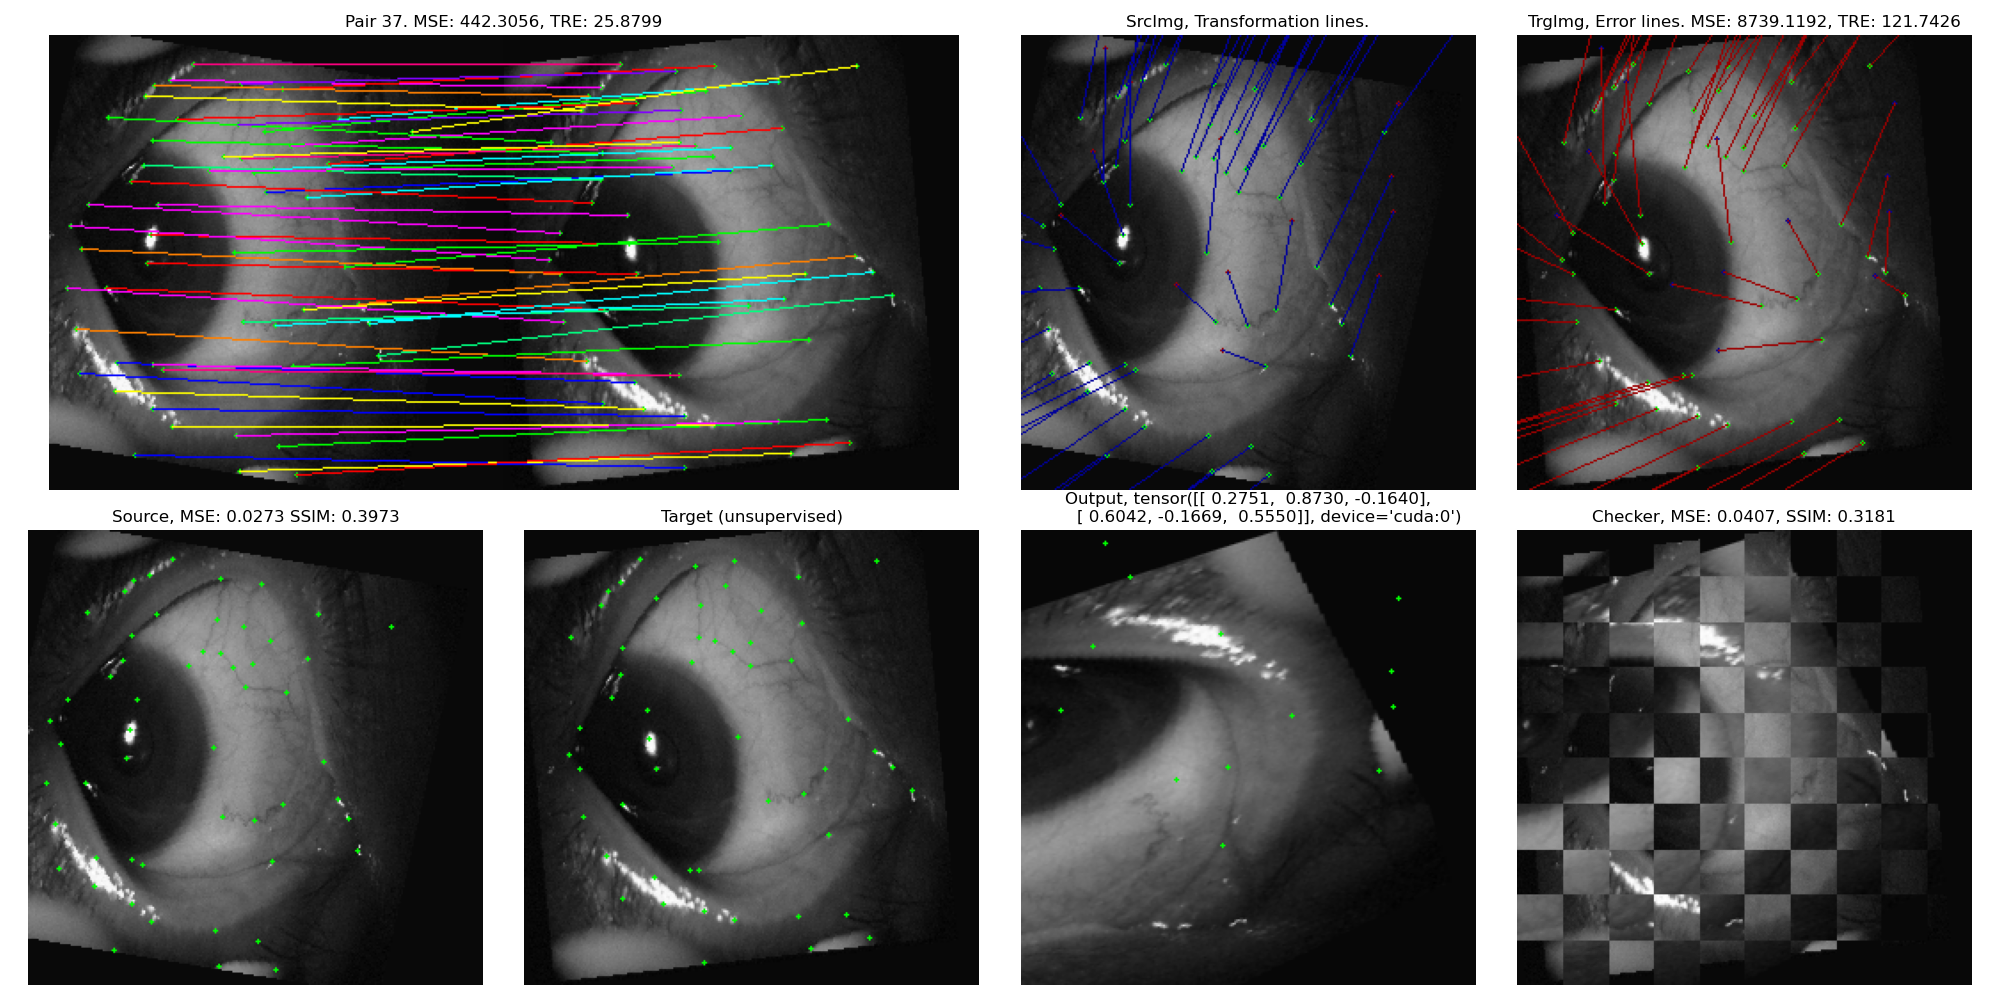 Pair 37. MSE: 442.3056, TRE: 25.8799
SrcImg, Transformation lines.
TrgImg, Error lines. MSE: 8739.1192, TRE: 121.7426
Source, MSE: 0.0273 SSIM: 0.3973
Target (unsupervised)
Output, tensor([[ 0.2751, 0.8730, -0.1640],
[ 0.6042, -0.1669, 0.5550]], device='cuda:0')
Checker, MSE: 0.0407, SSIM: 0.3181